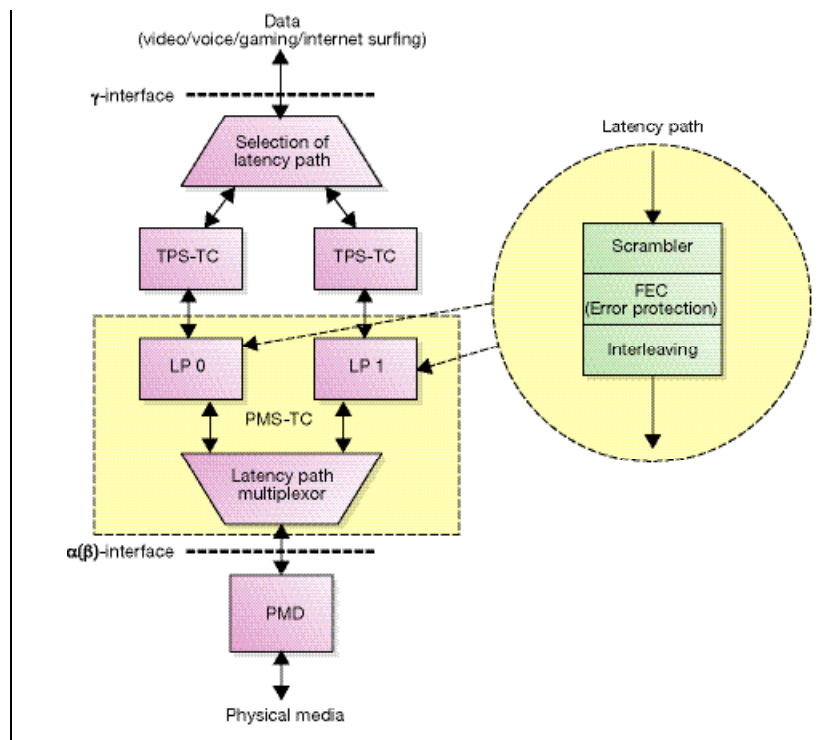 Data
(video/voice/gaming/internet surfing)
γ-interface
Selection of
latency path
TPS-TC
TPS-TC
LP 0
LP 1
PMS-TC
Latency path
multiplexor
α(β)-interface
PMD
Physical media
Latency path
Scrambler
FEC
(Error protection)
Interleaving